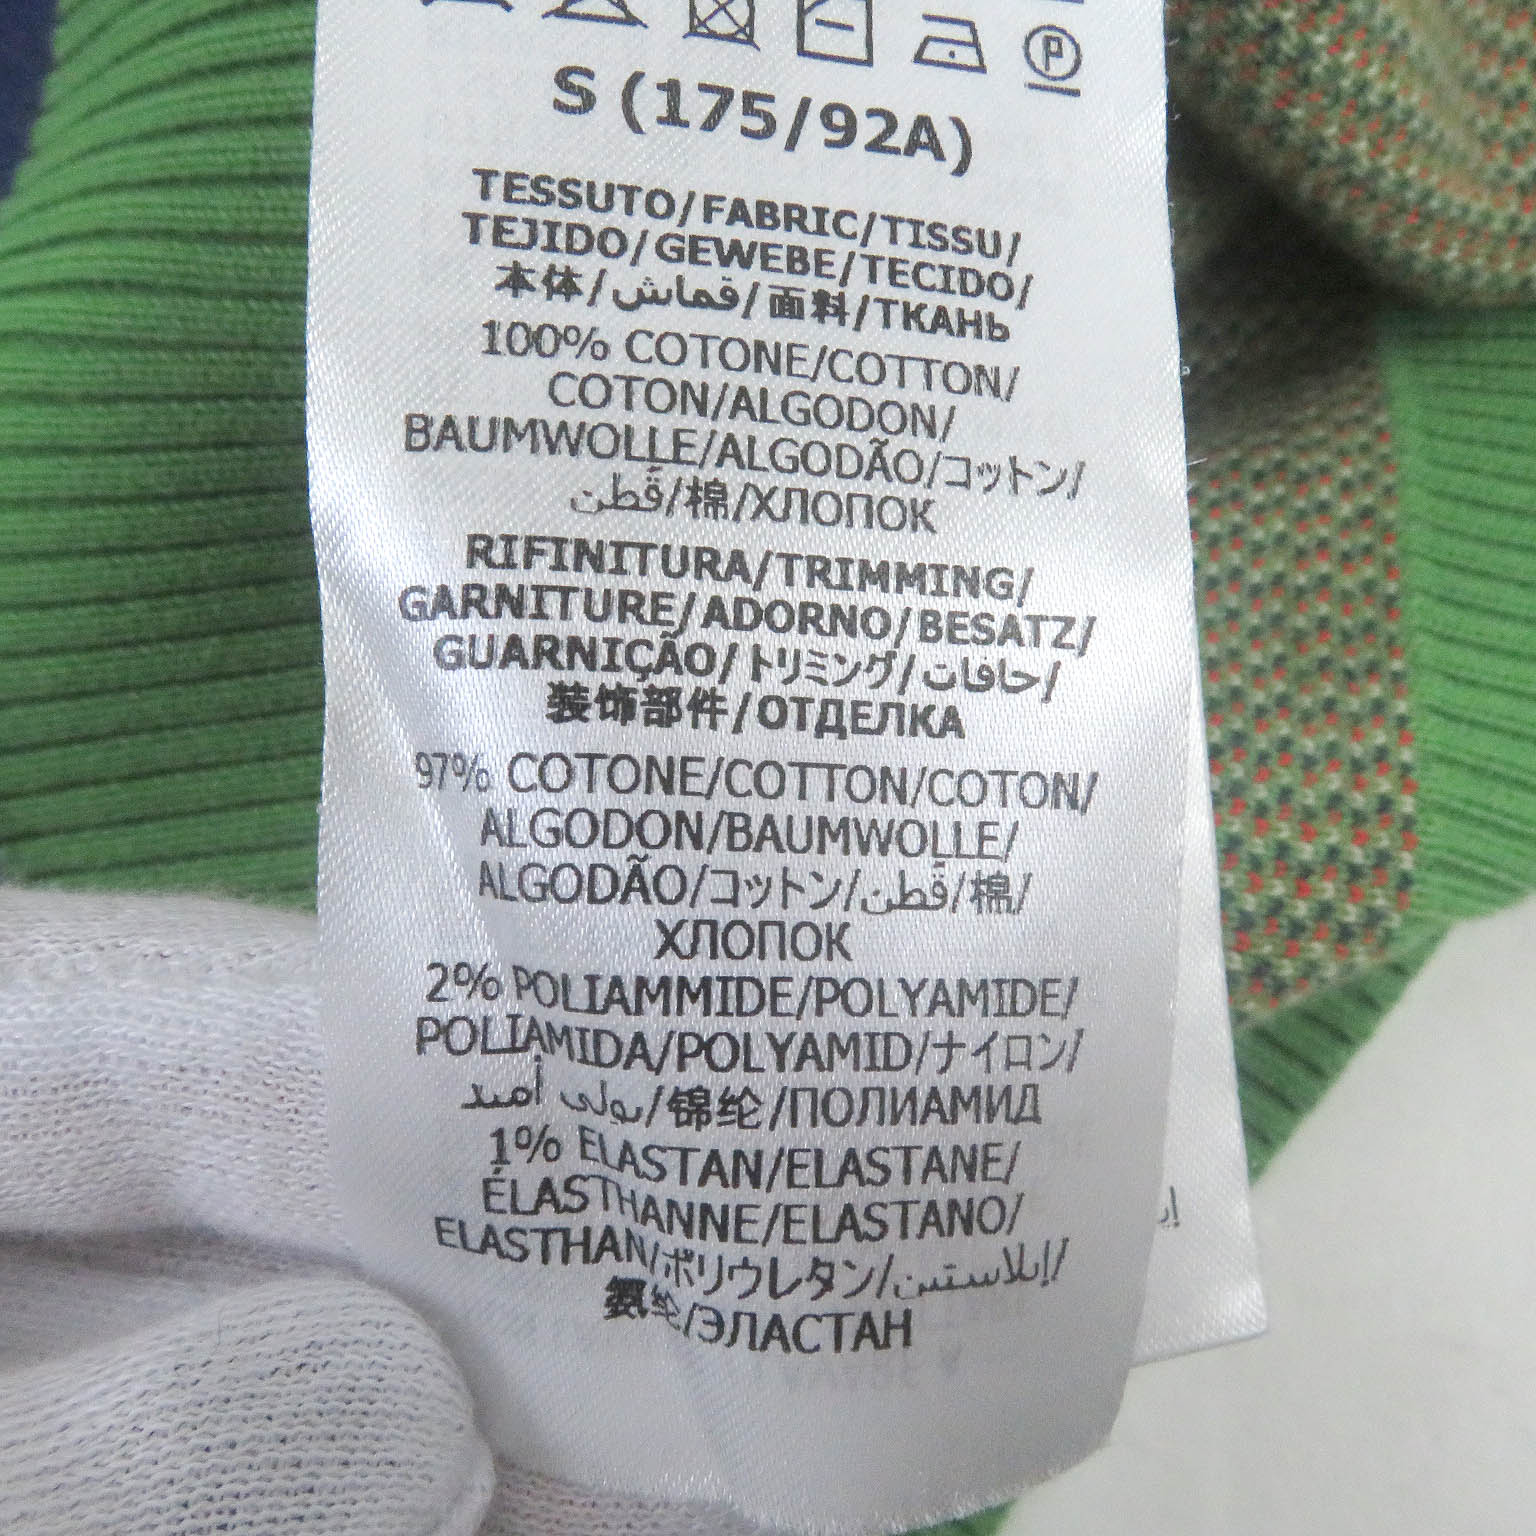 P
S (175/92A)
TESSUTO/FABRIC/TISSU/
TEJIDO/GEWEBE/TECIDO/
本体/قماش/面料/ТКАНЬ
100% COTONE/COTTON/
COTON/ALGODON/
BAUMWOLLE/ALGODÃO/コットン/
قُطن/棉/ХЛОПОК
RIFINITURA/TRIMMING/
GARNITURE/ADORNO/BESATZ/
GUARNIÇÃO/トリミング/حافات/
装饰部件/ОТДЕЛКА
97% COTONE/COTTON/COTON/
ALGODON/BAUMWOLLE/
ALGODÃO/コットン/قُطن/棉/
ХЛОПОК
2% POLIAMMIDE/POLYAMIDE/
POLIAMIDA/POLYAMID/ナイロン/
بولي أميد/锦纶/ПОЛИАМИД
1% ELASTAN/ELASTANE/
ÉLASTHANNE/ELASTANO/
ELASTHAN/ポリウレタン/إيلاستين/
氨纶/ЭЛАСТАН